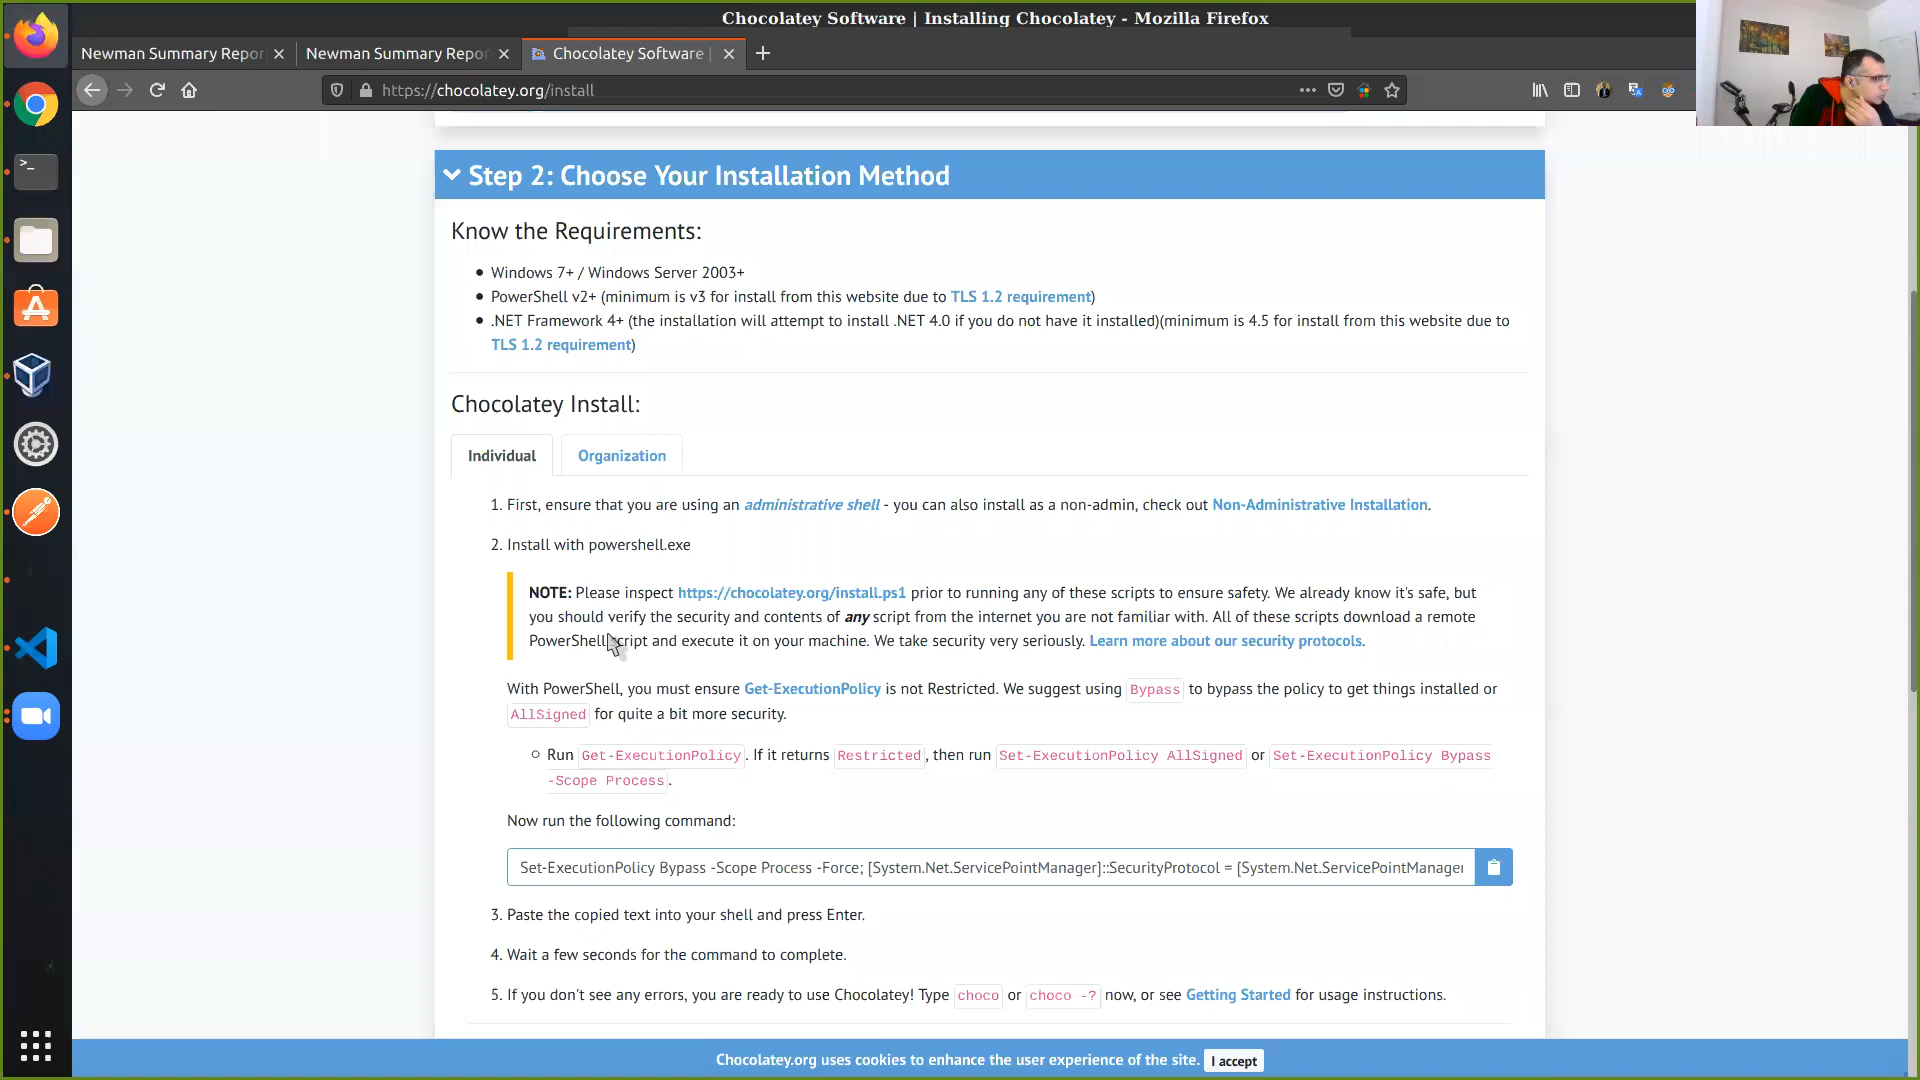 Chocolatey Software | Installing Chocolatey - Mozilla Firefox
Newman Summary Repor
Newman Summary Repor
Chocolatey Software |
https://chocolatey.org/install
Step 2: Choose Your Installation Method
Know the Requirements:
Windows 7+ / Windows Server 2003+
PowerShell v2+ (minimum is v3 for install from this website due to TLS 1.2 requirement)
.NET Framework 4+ (the installation will attempt to install .NET 4.0 if you do not have it installed)(minimum is 4.5 for install from this website due to
TLS 1.2 requirement)
Chocolatey Install:
Individual
Organization
1. First, ensure that you are using an administrative shell - you can also install as a non-admin, check out Non-Administrative Installation.
2. Install with powershell.exe
NOTE: Please inspect https://chocolatey.org/install.ps1 prior to running any of these scripts to ensure safety. We already know it's safe, but
you should verify the security and contents of any script from the internet you are not familiar with. All of these scripts download a remote
PowerShell script and execute it on your machine. We take security very seriously. Learn more about our security protocols.
With PowerShell, you must ensure Get-ExecutionPolicy is not Restricted. We suggest using Bypass to bypass the policy to get things installed or
AllSigned for quite a bit more security.
Run Get-ExecutionPolicy. If it returns Restricted, then run Set-ExecutionPolicy AllSigned or Set-ExecutionPolicy Bypass
-Scope Process.
Now run the following command:
Set-ExecutionPolicy Bypass -Scope Process -Force; [System.Net.ServicePointManager]::SecurityProtocol = [System.Net.ServicePointManager
3. Paste the copied text into your shell and press Enter.
4. Wait a few seconds for the command to complete.
5. If you don't see any errors, you are ready to use Chocolatey! Type choco or choco -? now, or see Getting Started for usage instructions.
Chocolatey.org uses cookies to enhance the user experience of the site. I accept